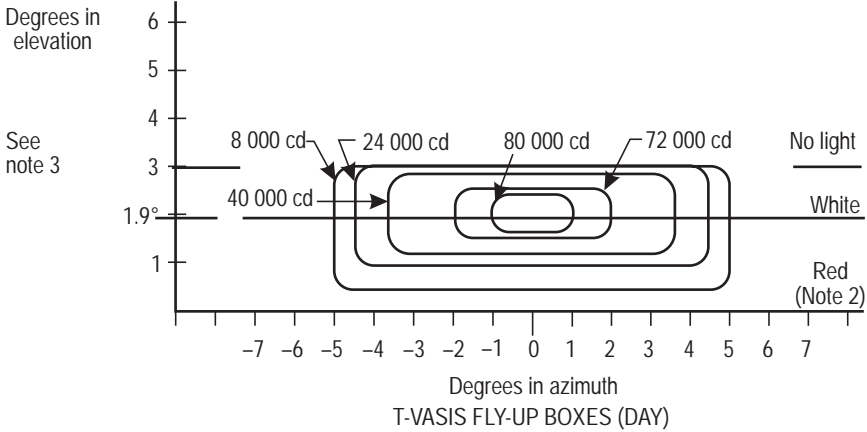 Degrees in
elevation
6
5
4
See
note 3
8 000 cd
24 000 cd
80 000 cd
72 000 cd
No light
3
40 000 cd
1.9°
White
1
Red
(Note 2)
–7 –6 –5 –4 –3 –2 –1 0 1 2 3 4 5 6 7
Degrees in azimuth
T-VASIS FLY-UP BOXES (DAY)